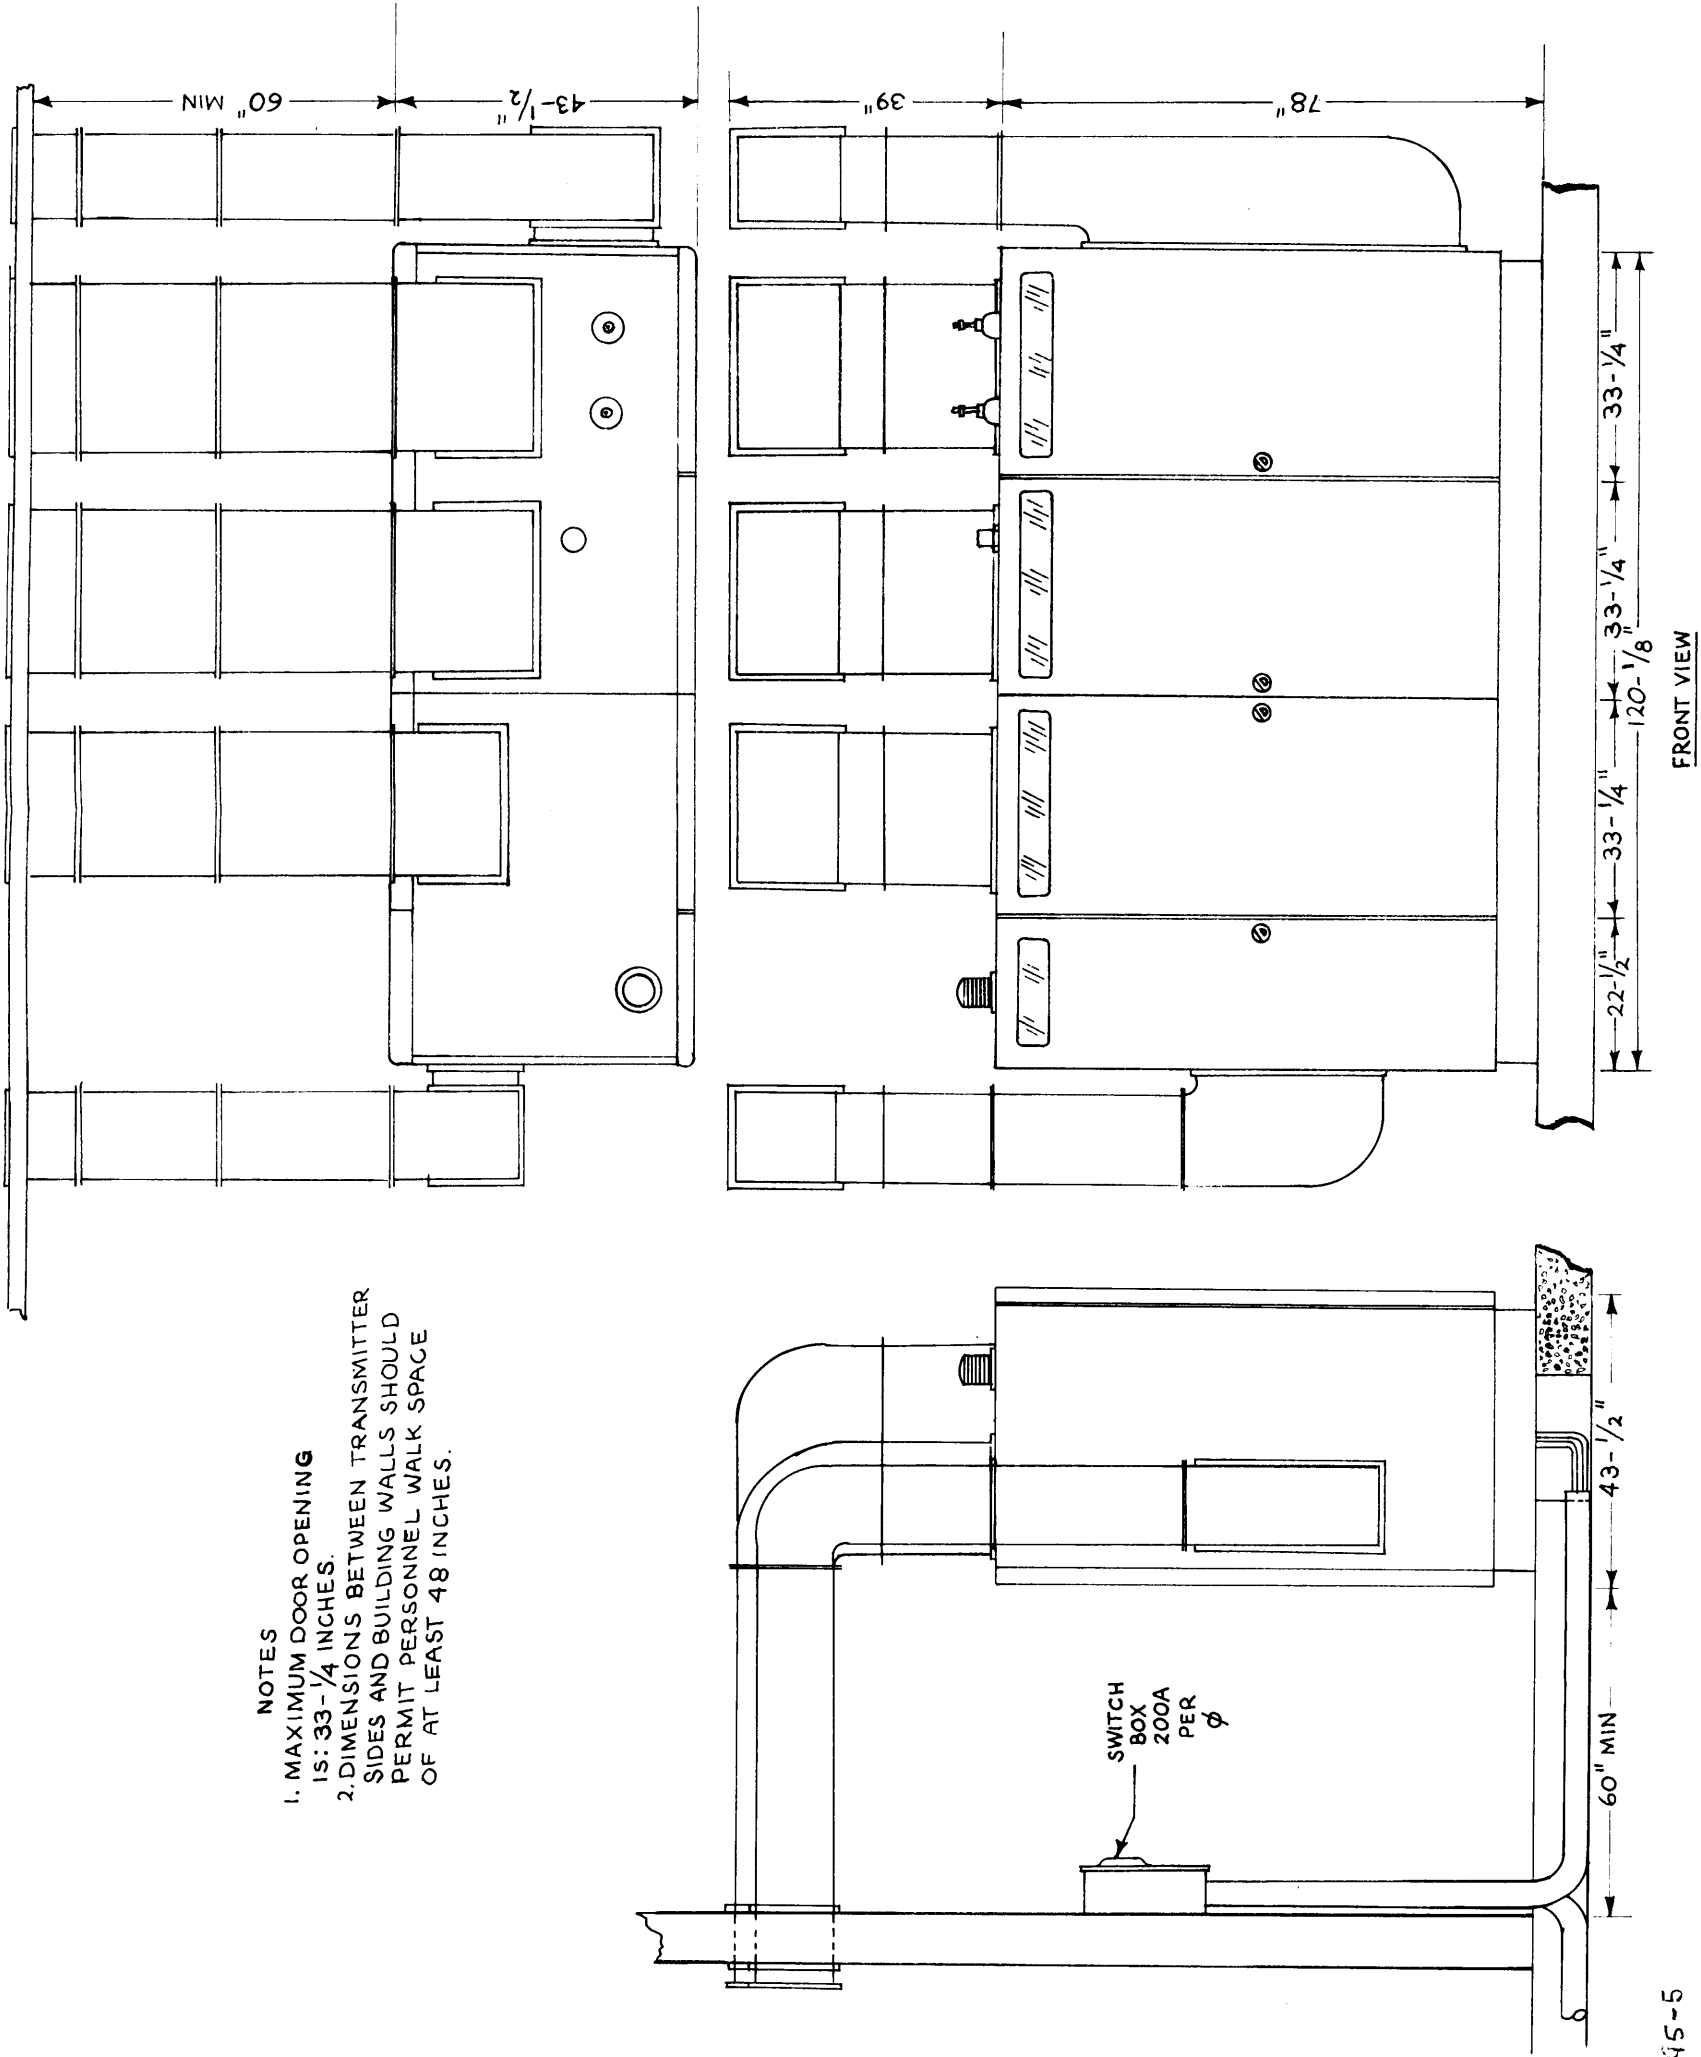 NOTES
1. MAXIMUM DOOR OPENING
IS: 33-1/4 INCHES.
2. DIMENSIONS BETWEEN TRANSMITTER
SIDES AND BUILDING WALLS SHOULD
PERMIT PERSONNEL WALK SPACE
OF AT LEAST 48 INCHES.
60" MIN
43-1/2"
39"
78"
SWITCH
BOX
200A
PER
φ
60" MIN
43-1/2"
22-1/2"
33-1/4"
33-1/4"
33-1/4"
120-1/8"
FRONT VIEW
45-5